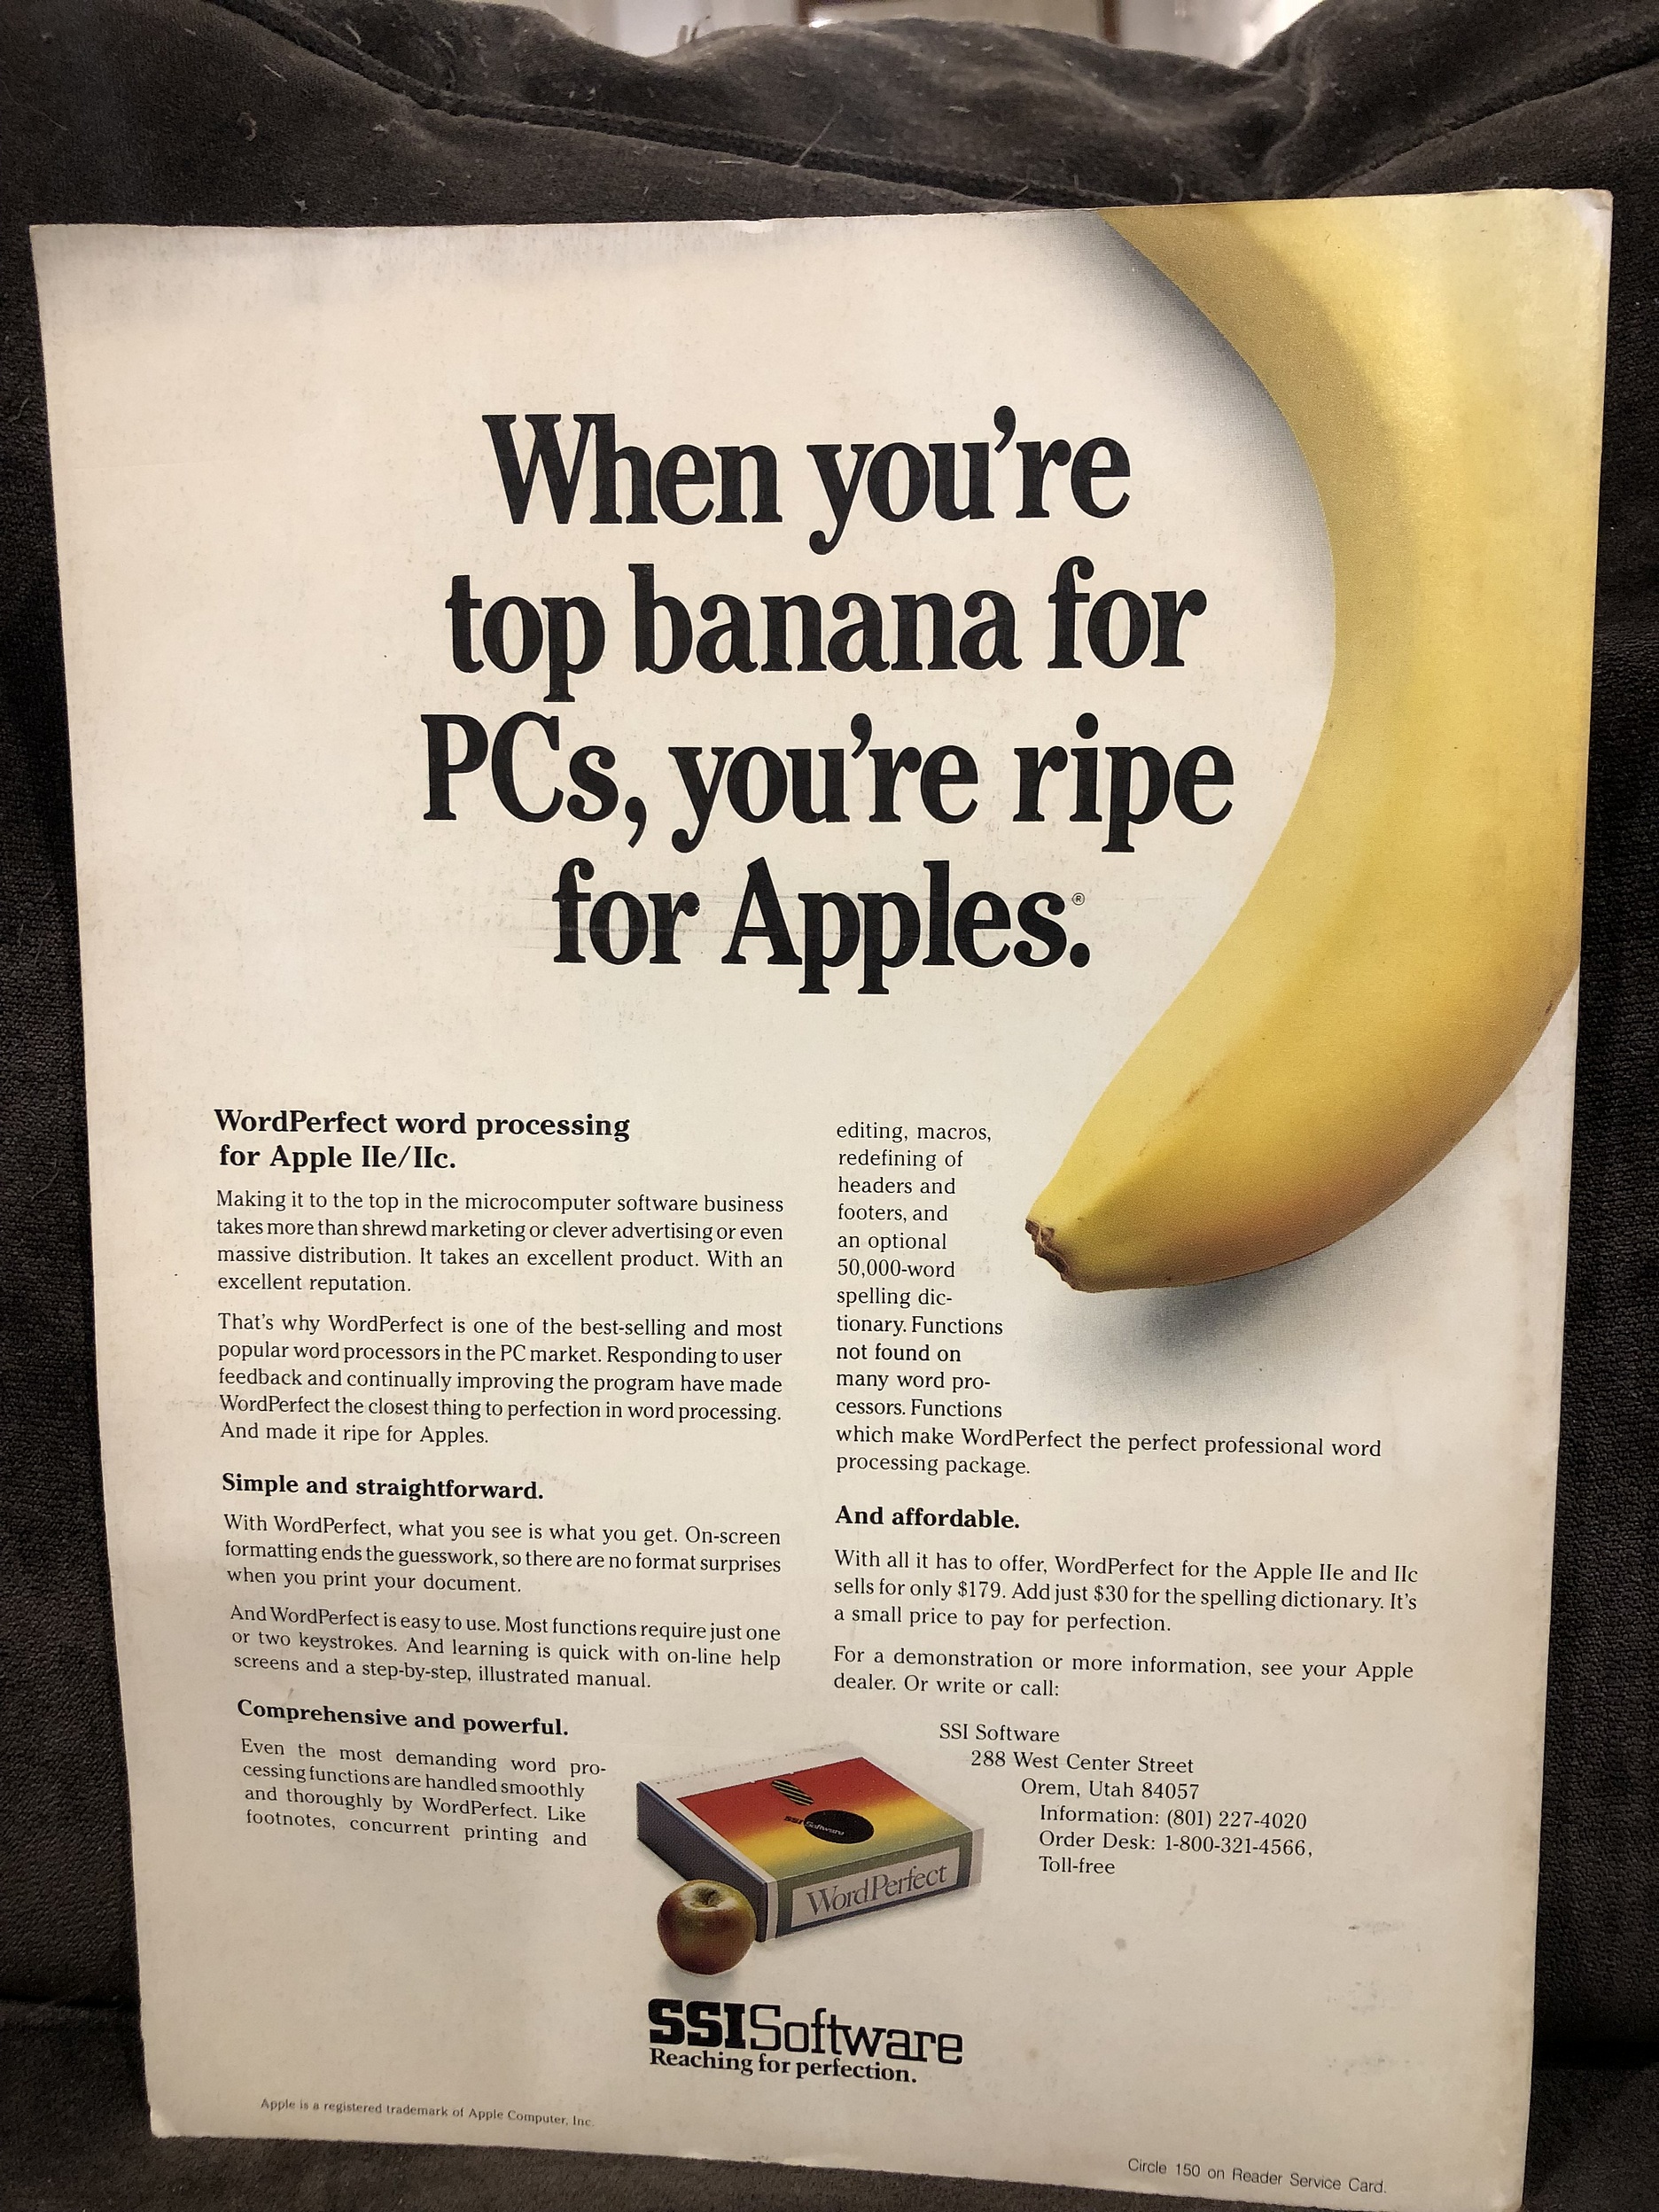 When you're
top banana for
PCs, you're ripe
for Apples.®
WordPerfect word processing
for Apple IIe/IIc.
Making it to the top in the microcomputer software business
takes more than shrewd marketing or clever advertising or even
massive distribution. It takes an excellent product. With an
excellent reputation.
That's why WordPerfect is one of the best-selling and most
popular word processors in the PC market. Responding to user
feedback and continually improving the program have made
WordPerfect the closest thing to perfection in word processing.
And made it ripe for Apples.
Simple and straightforward.
With WordPerfect, what you see is what you get. On-screen
formatting ends the guesswork, so there are no format surprises
when you print your document.
And WordPerfect is easy to use. Most functions require just one
or two keystrokes. And learning is quick with on-line help
screens and a step-by-step, illustrated manual.
Comprehensive and powerful.
Even the most demanding word pro-
cessing functions are handled smoothly
and thoroughly by WordPerfect. Like
footnotes, concurrent printing and
editing, macros,
redefining of
headers and
footers, and
an optional
50,000-word
spelling dic-
tionary. Functions
not found on
many word pro-
cessors. Functions
which make WordPerfect the perfect professional word
processing package.
And affordable.
With all it has to offer, WordPerfect for the Apple IIe and IIc
sells for only $179. Add just $30 for the spelling dictionary. It's
a small price to pay for perfection.
For a demonstration or more information, see your Apple
dealer. Or write or call:
SSI Software
288 West Center Street
Orem, Utah 84057
Information: (801) 227-4020
Order Desk: 1-800-321-4566,
Toll-free
SSI Software
WordPerfect
SSISoftware
Reaching for perfection.
Apple is a registered trademark of Apple Computer, Inc.
Circle 150 on Reader Service Card.